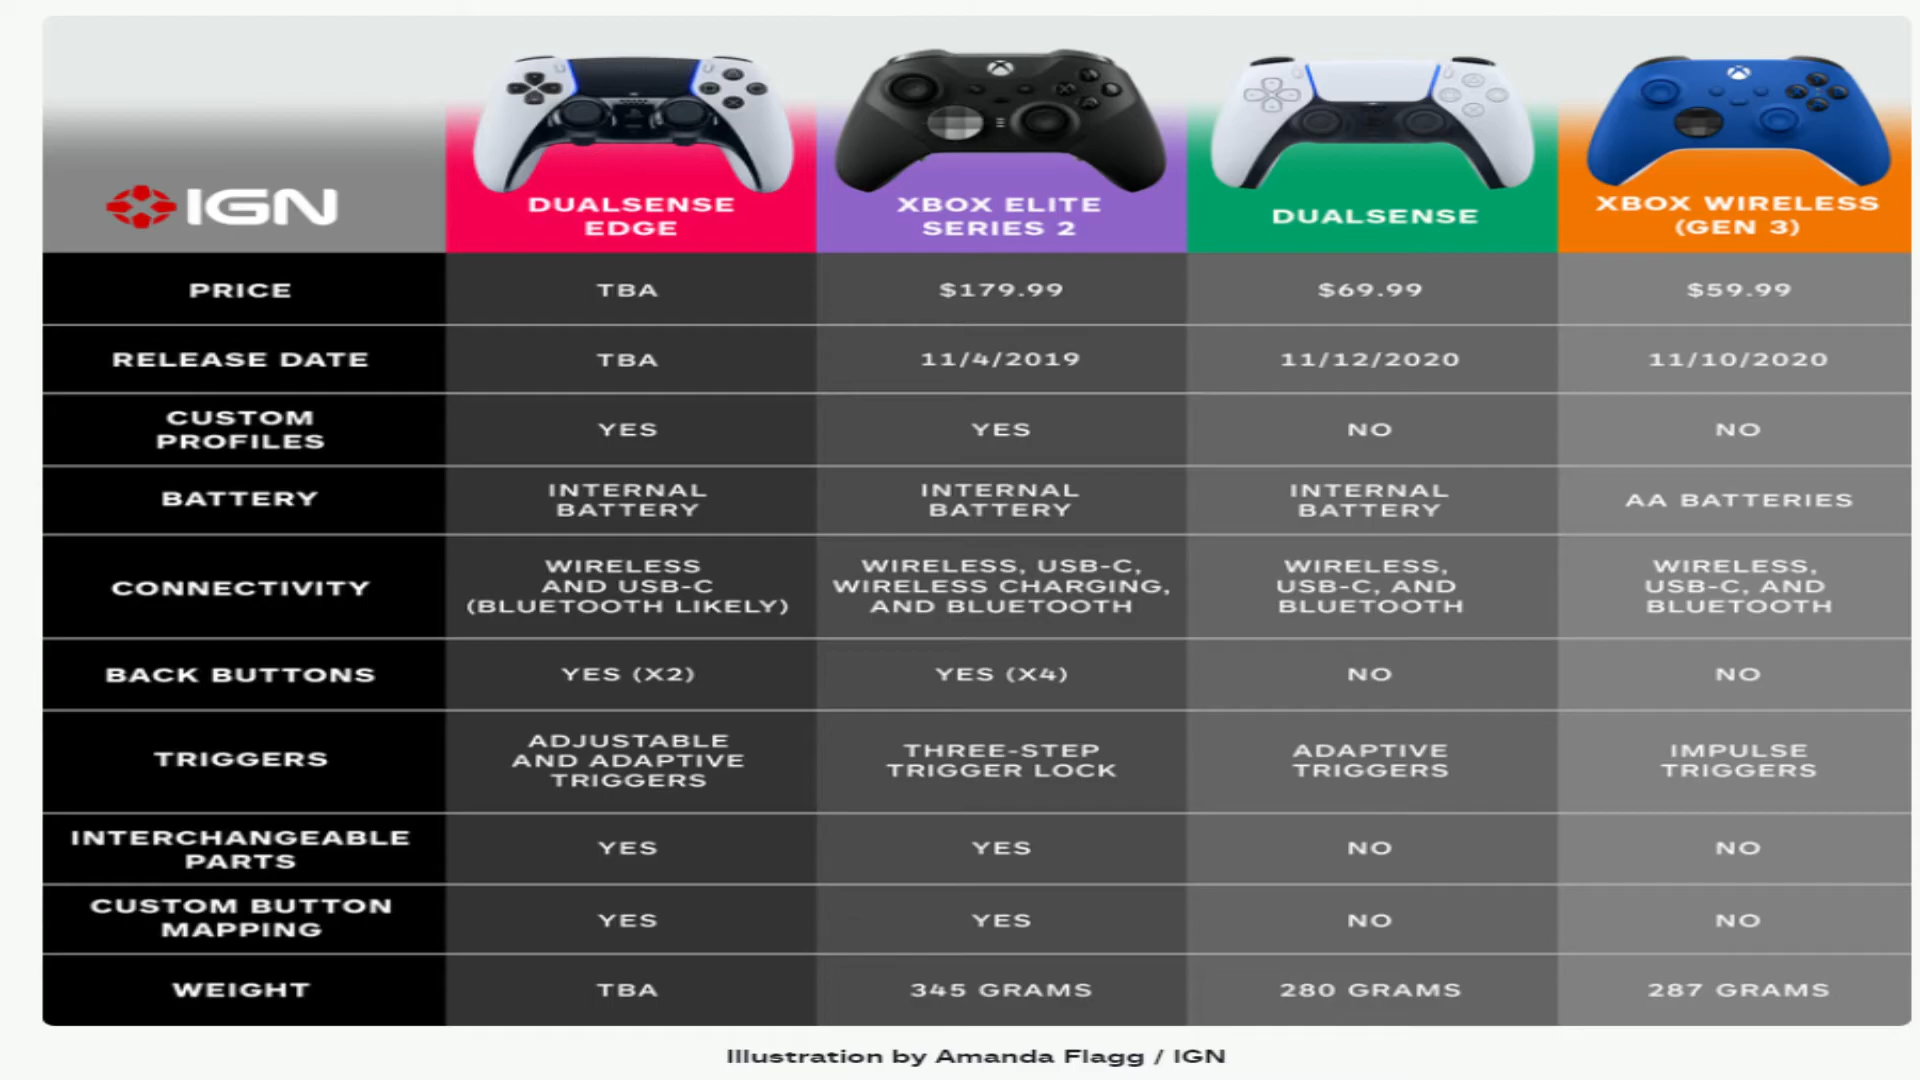 IGN
DUALSENSE
EDGE
XBOX ELITE
SERIES 2
DUALSENSE
XBOX WIRELESS
(GEN 3)
PRICE
TBA
$179.99
$69.99
$59.99
RELEASE DATE
TBA
11/4/2019
11/12/2020
11/10/2020
CUSTOM
PROFILES
YES
YES
NO
NO
BATTERY
INTERNAL
BATTERY
INTERNAL
BATTERY
INTERNAL
BATTERY
AA BATTERIES
CONNECTIVITY
WIRELESS
AND USB-C
(BLUETOOTH LIKELY)
WIRELESS, USB-C,
WIRELESS CHARGING,
AND BLUETOOTH
WIRELESS,
USB-C, AND
BLUETOOTH
WIRELESS,
USB-C, AND
BLUETOOTH
BACK BUTTONS
YES (X2)
YES (X4)
NO
NO
TRIGGERS
ADJUSTABLE
AND ADAPTIVE
TRIGGERS
THREE-STEP
TRIGGER LOCK
ADAPTIVE
TRIGGERS
IMPULSE
TRIGGERS
INTERCHANGEABLE
PARTS
YES
YES
NO
NO
CUSTOM BUTTON
MAPPING
YES
YES
NO
NO
WEIGHT
TBA
345 GRAMS
280 GRAMS
287 GRAMS
Illustration by Amanda Flagg / IGN